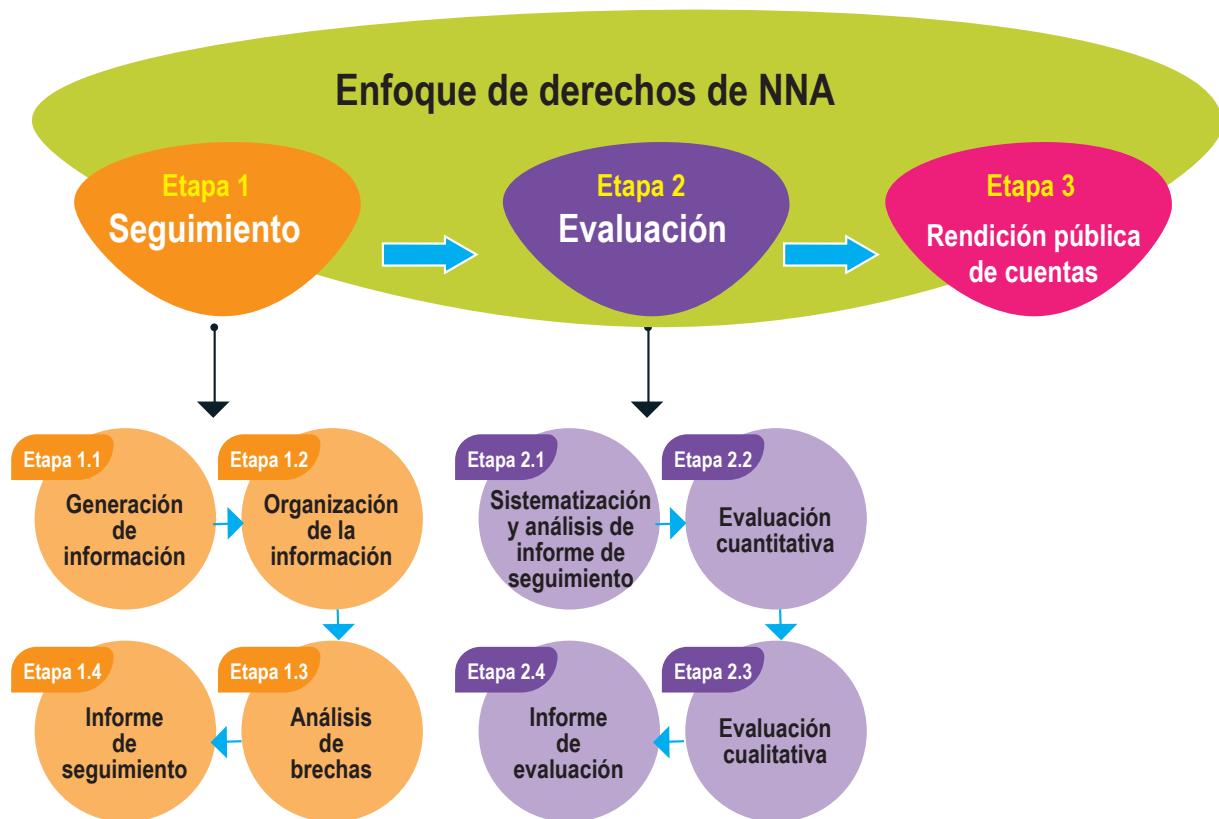 Enfoque de derechos de NNA
Etapa 1
Seguimiento
Etapa 2
Evaluación
Etapa 3
Rendición pública
de cuentas
Etapa 1.1
Generación
de
información
Etapa 1.2
Organización
de la
información
Etapa 1.3
Análisis
de
brechas
Etapa 1.4
Informe
de
seguimiento
Etapa 2.1
Sistematización
y análisis de
informe de
seguimiento
Etapa 2.2
Evaluación
cuantitativa
Etapa 2.3
Evaluación
cualitativa
Etapa 2.4
Informe
de
evaluación